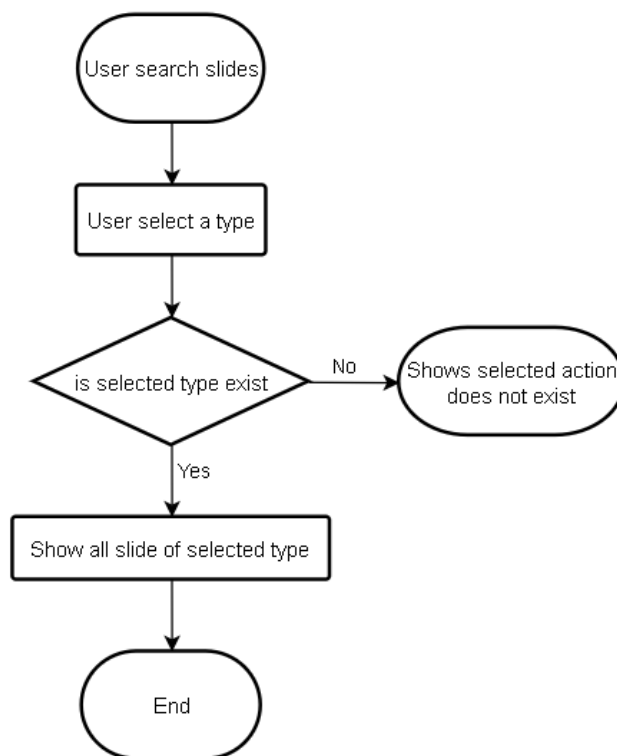 User search slides
User select a type
is selected type exist
No
Shows selected action
does not exist
Yes
Show all slide of selected type
End